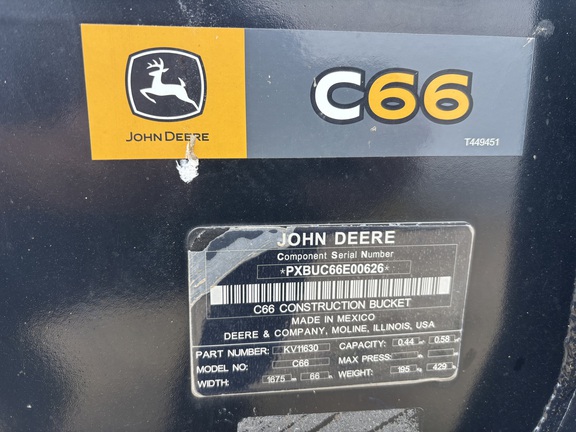 JOHN DEERE
C66
T449451
JOHN DEERE
Component Serial Number
*PXBUC66E00626*
C66 CONSTRUCTION BUCKET
MADE IN MEXICO
DEERE & COMPANY, MOLINE, ILLINOIS, USA
PART NUMBER: KV11630 CAPACITY: 0.44 0.58
MODEL NO: C66 MAX PRESS:
WIDTH: 1675 66 WEIGHT: 195 429